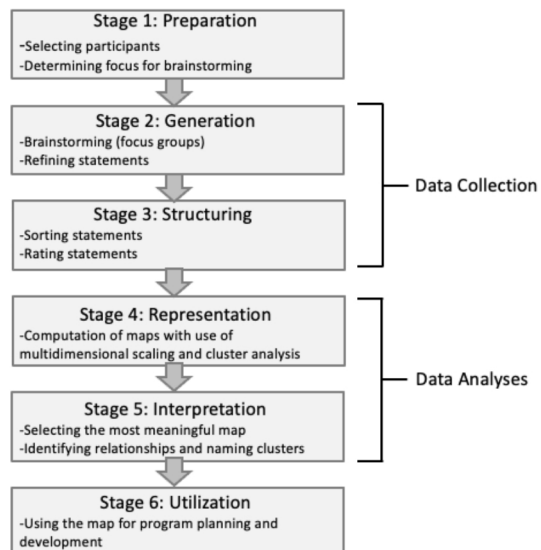 Stage 1: Preparation
-Selecting participants
-Determining focus for brainstorming
Stage 2: Generation
-Brainstorming (focus groups)
-Refining statements
Data Collection
Stage 3: Structuring
-Sorting statements
-Rating statements
Stage 4: Representation
-Computation of maps with use of
multidimensional scaling and cluster analysis
Data Analyses
Stage 5: Interpretation
-Selecting the most meaningful map
-Identifying relationships and naming clusters
Stage 6: Utilization
-Using the map for program planning and
development